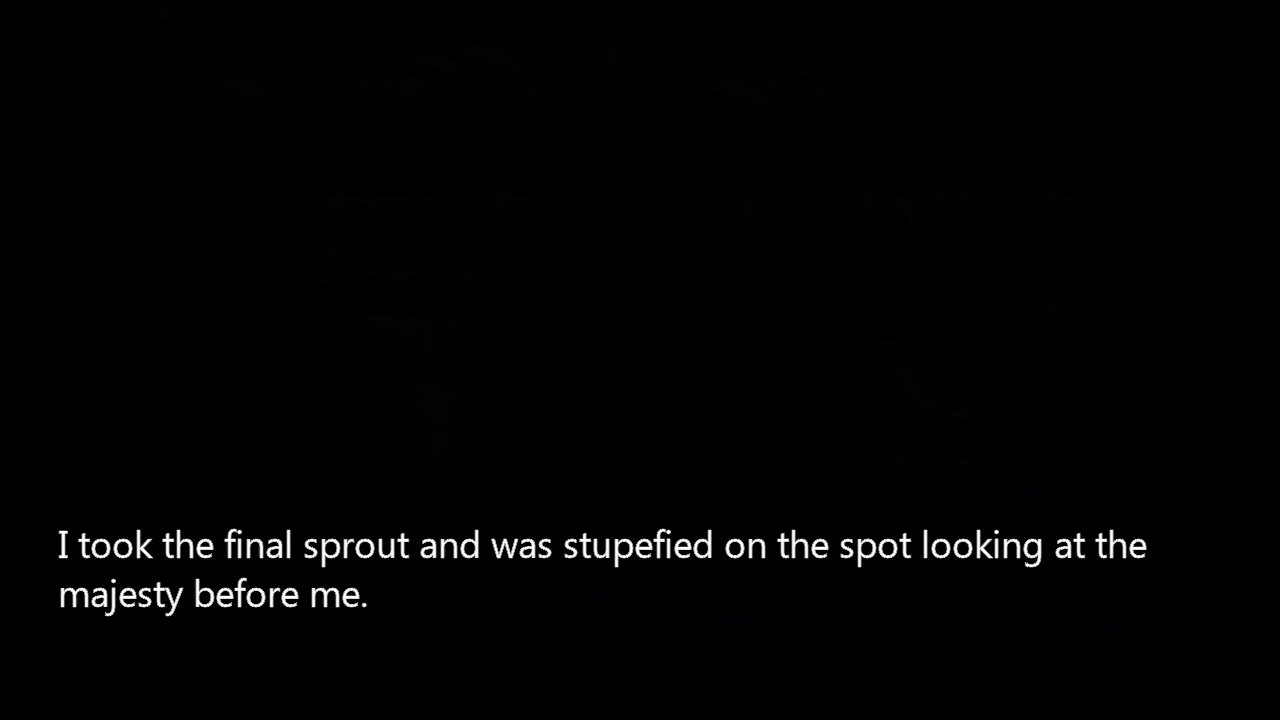 I took the final sprout and was stupefied on the spot looking at the
majesty before me.